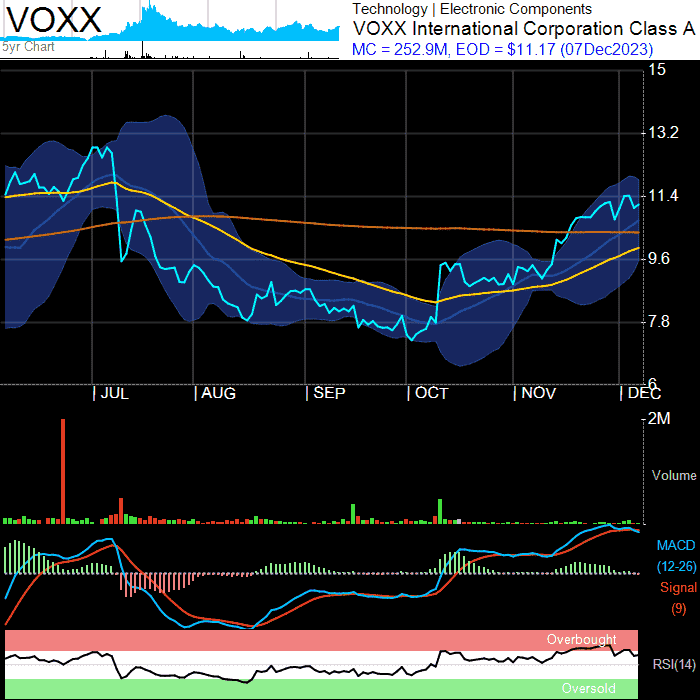 VOXX
5yr Chart
Technology | Electronic Components
VOXX International Corporation Class A
MC = 252.9M, EOD = $11.17 (07Dec2023)
15
13.2
11.4
9.6
7.8
6
JUL
AUG
SEP
OCT
NOV
DEC
2M
Volume
MACD
(12-26)
Signal
(9)
Overbought
RSI(14)
Oversold